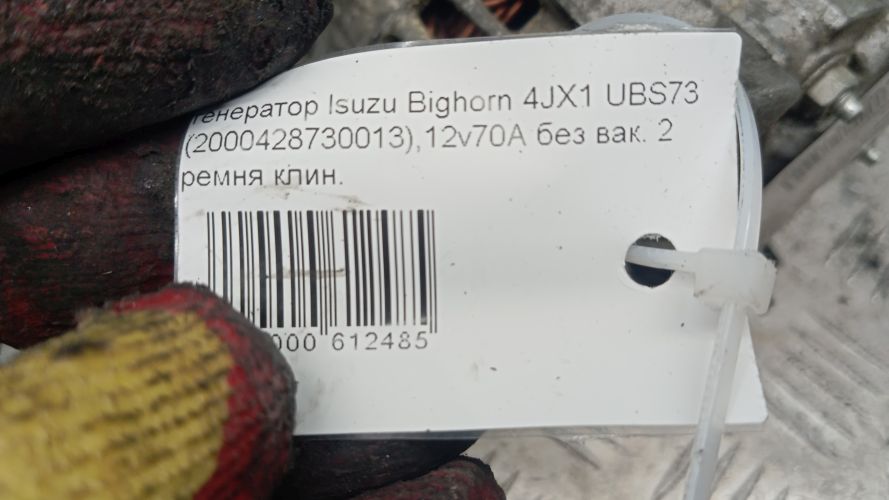 генератор Isuzu Bighorn 4JX1 UBS73
(2000428730013),12v70A без вак. 2
ремня клин.
000 612485